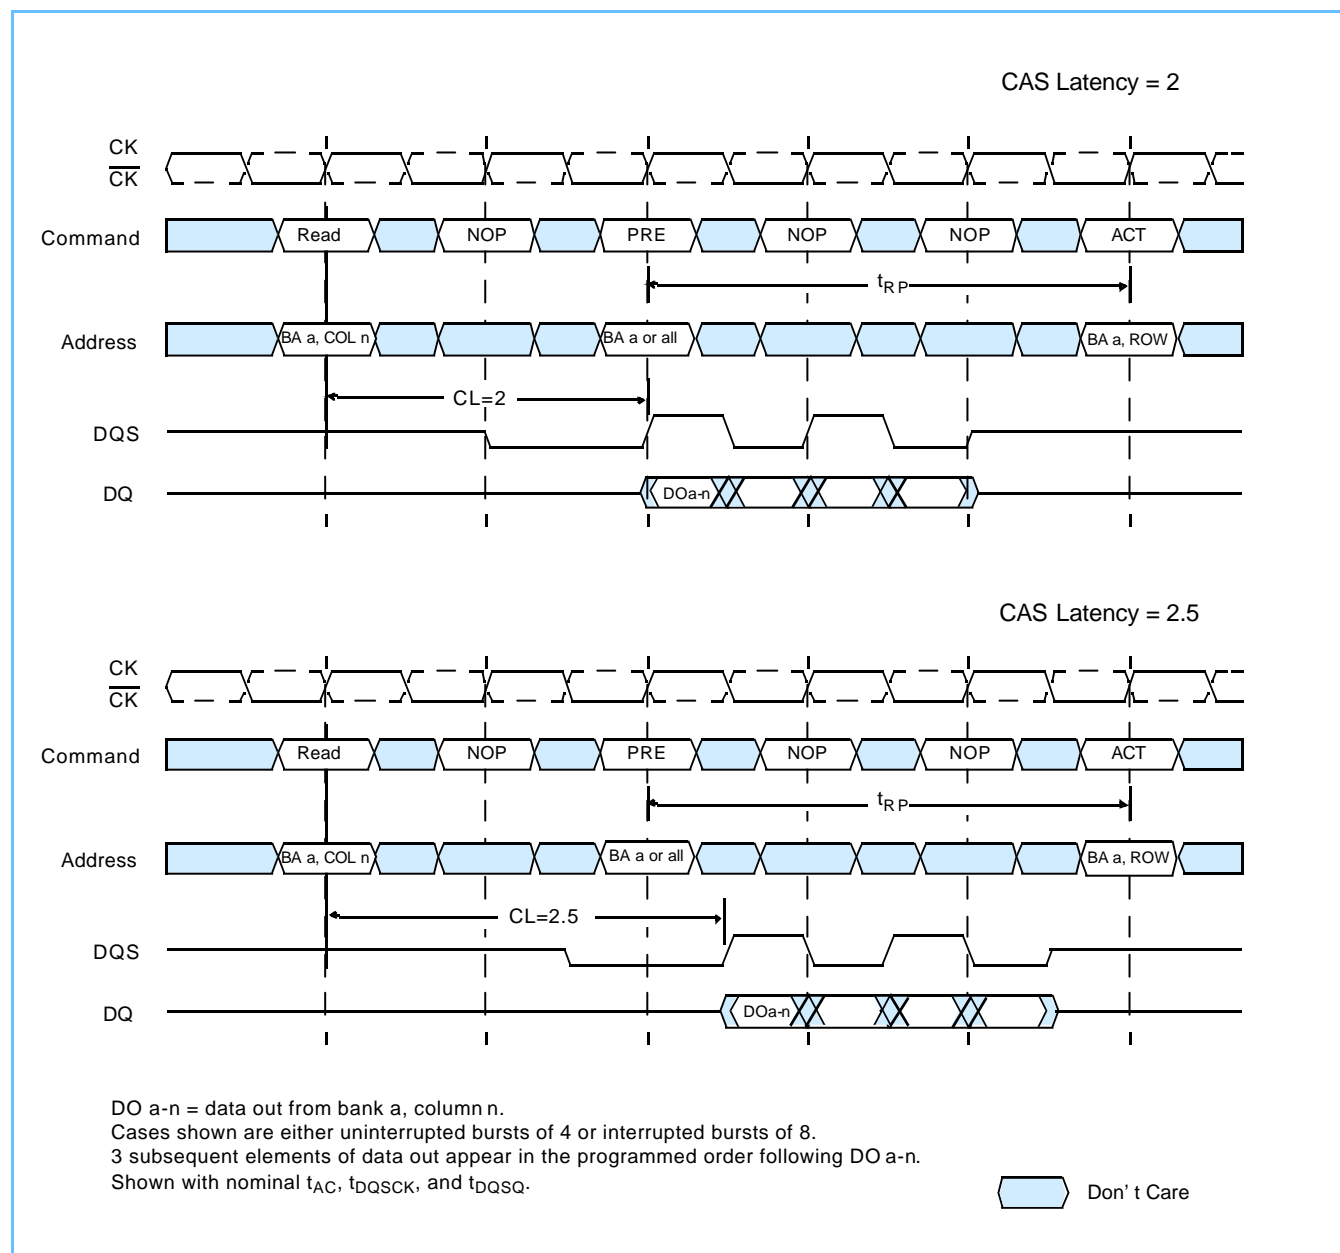 CAS Latency = 2
CK
CK
Command Read NOP PRE NOP NOP ACT
tRP
Address BA a, COL n BA a or all BA a, ROW
CL=2
DQS
DQ DOa-n
CAS Latency = 2.5
CK
CK
Command Read NOP PRE NOP NOP ACT
tRP
Address BA a, COL n BA a or all BA a, ROW
CL=2.5
DQS
DQ DOa-n
DO a-n = data out from bank a, column n.
Cases shown are either uninterrupted bursts of 4 or interrupted bursts of 8.
3 subsequent elements of data out appear in the programmed order following DO a-n.
Shown with nominal tAC, tDQSCK, and tDQSQ.
Don' t Care